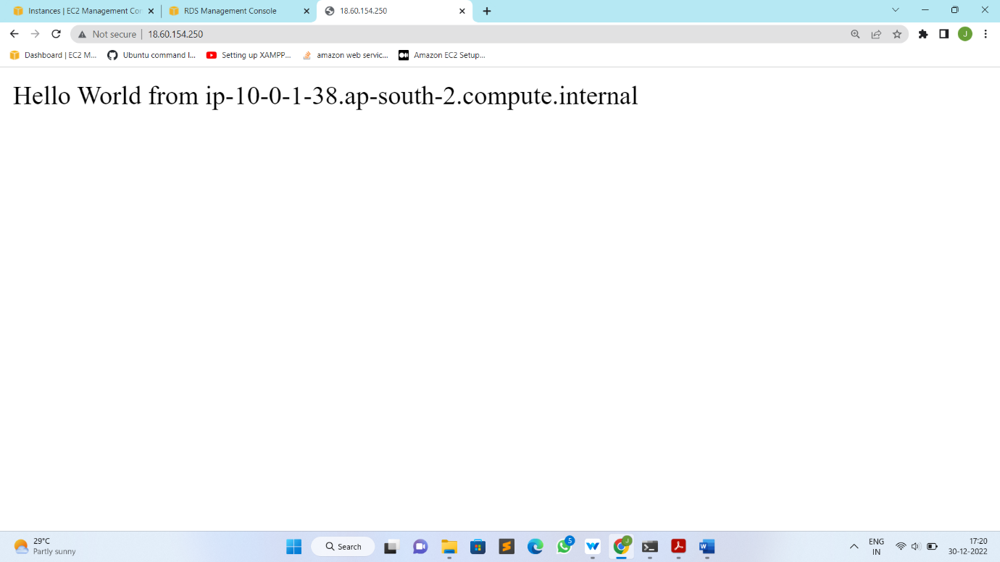 Instances | EC2 Management Cor
RDS Management Console
18.60.154.250
Not secure
18.60.154.250
J
Dashboard | EC2 M...
Ubuntu command l...
Setting up XAMPP...
amazon web servic...
Amazon EC2 Setup...
Hello World from ip-10-0-1-38.ap-south-2.compute.internal
29°C
Partly sunny
Search
5
J
ENG
IN
17:20
30-12-2022